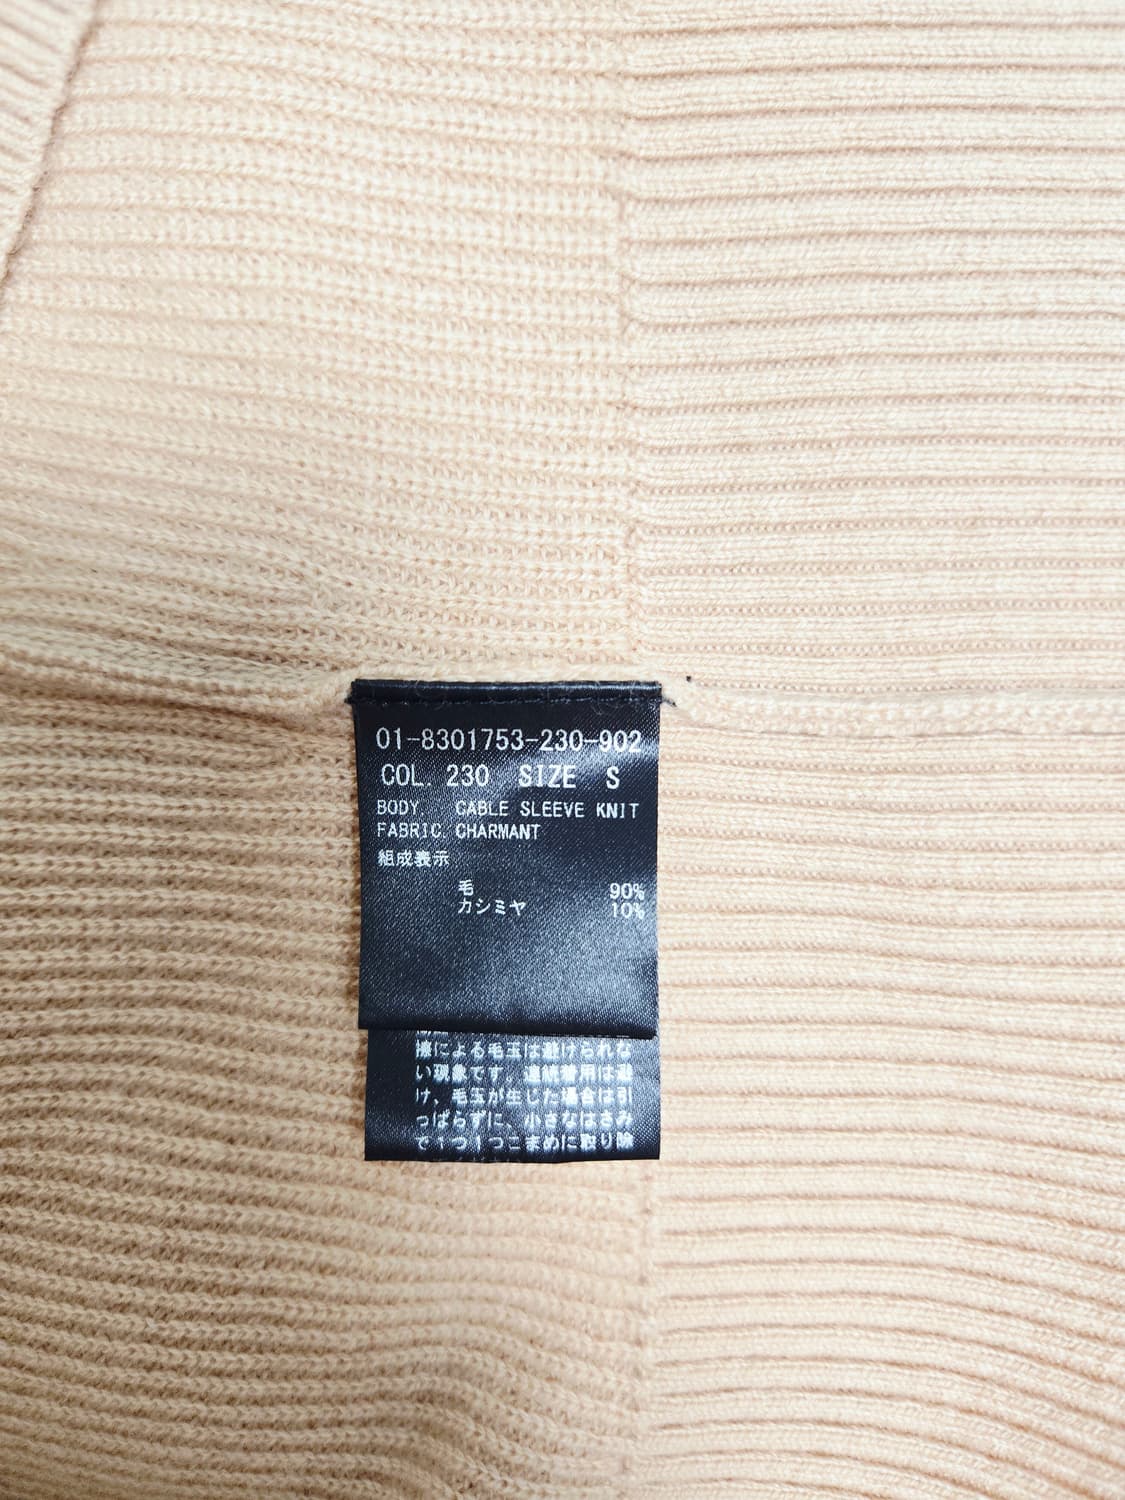 01-8301753-230-902
COL. 230 SIZE S
BODY CABLE SLEEVE KNIT
FABRIC CHARMANT
組成表示
毛 90%
カシミヤ 10%
擦による毛玉は避けられな
い現象です。連続着用は避
け、毛玉が生じた場合は引
っぱらずに、小さなはさみ
で1つ1つこまめに取り除